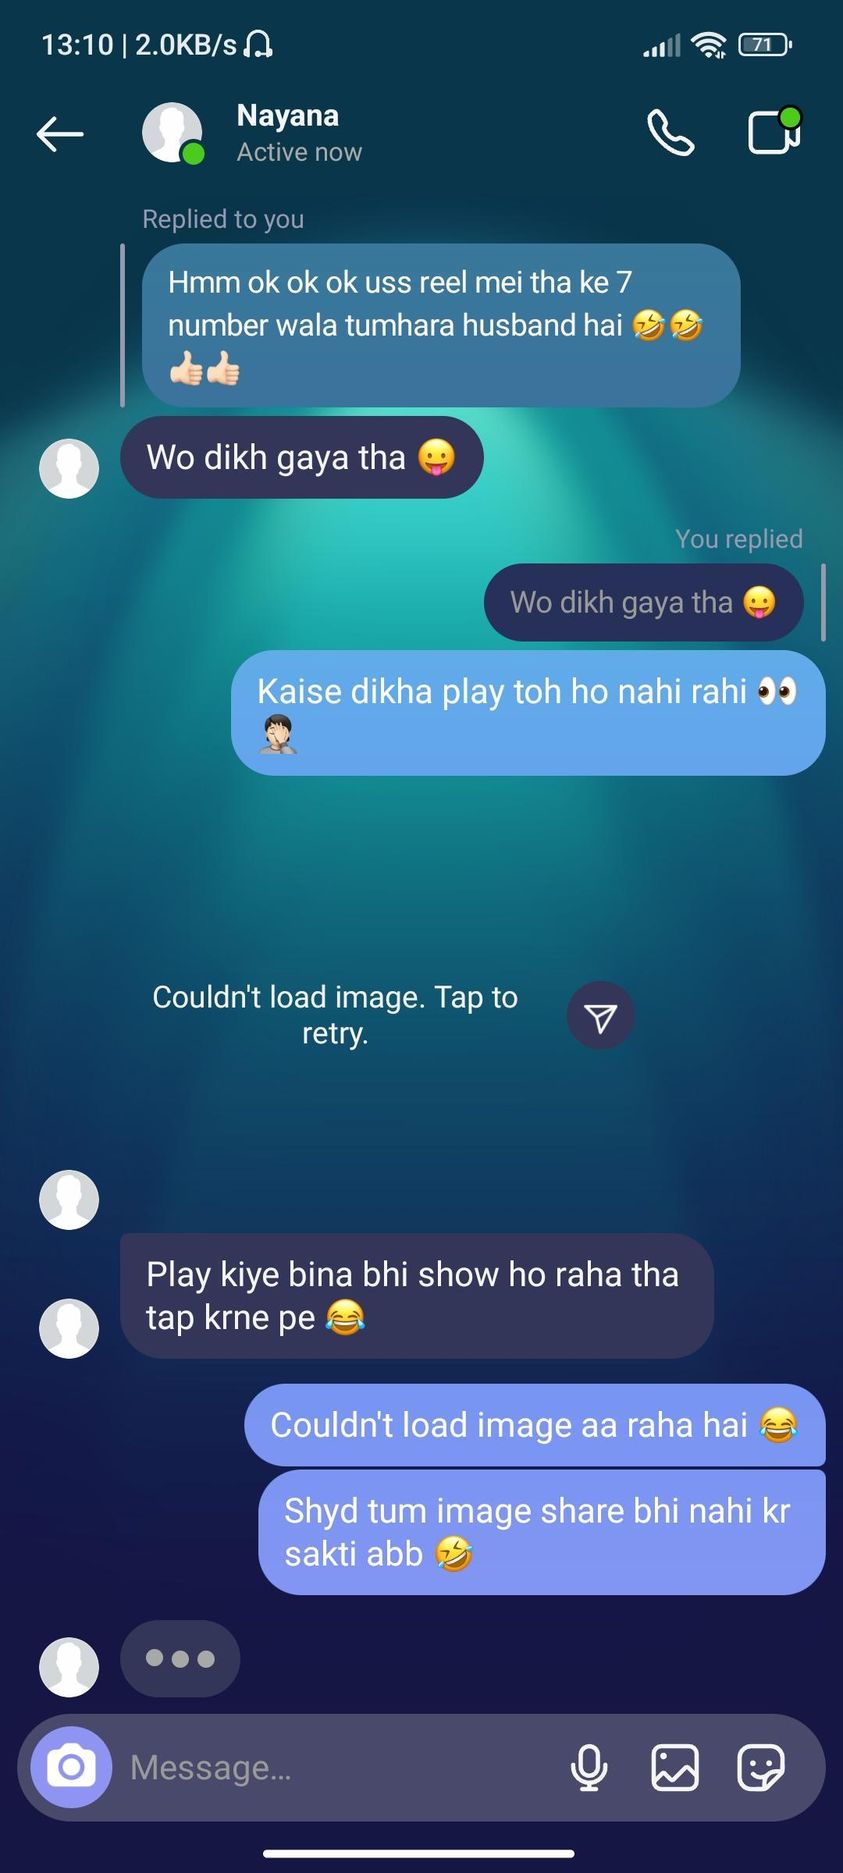 13:10 | 2.0KB/s
71
Nayana
Active now
Replied to you
Hmm ok ok ok uss reel mei tha ke 7
number wala tumhara husband hai 🤣🤣
👍🏻👍🏻
Wo dikh gaya tha 😛
You replied
Wo dikh gaya tha 😛
Kaise dikha play toh ho nahi rahi 👀
🤦🏻
Couldn't load image. Tap to
retry.
Play kiye bina bhi show ho raha tha
tap krne pe 😂
Couldn't load image aa raha hai 😂
Shyd tum image share bhi nahi kr
sakti abb 🤣
Message...